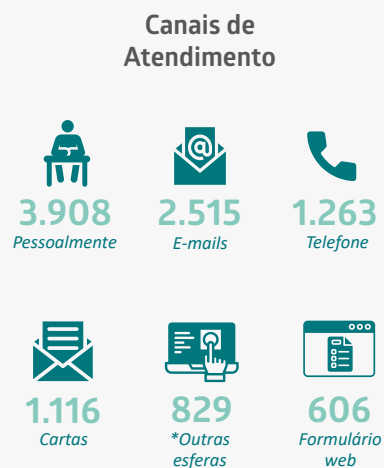 Canais de
Atendimento
3.908
Pessoalmente
2.515
E-mails
1.263
Telefone
1.116
Cartas
829
*Outras
esferas
606
Formulário
web